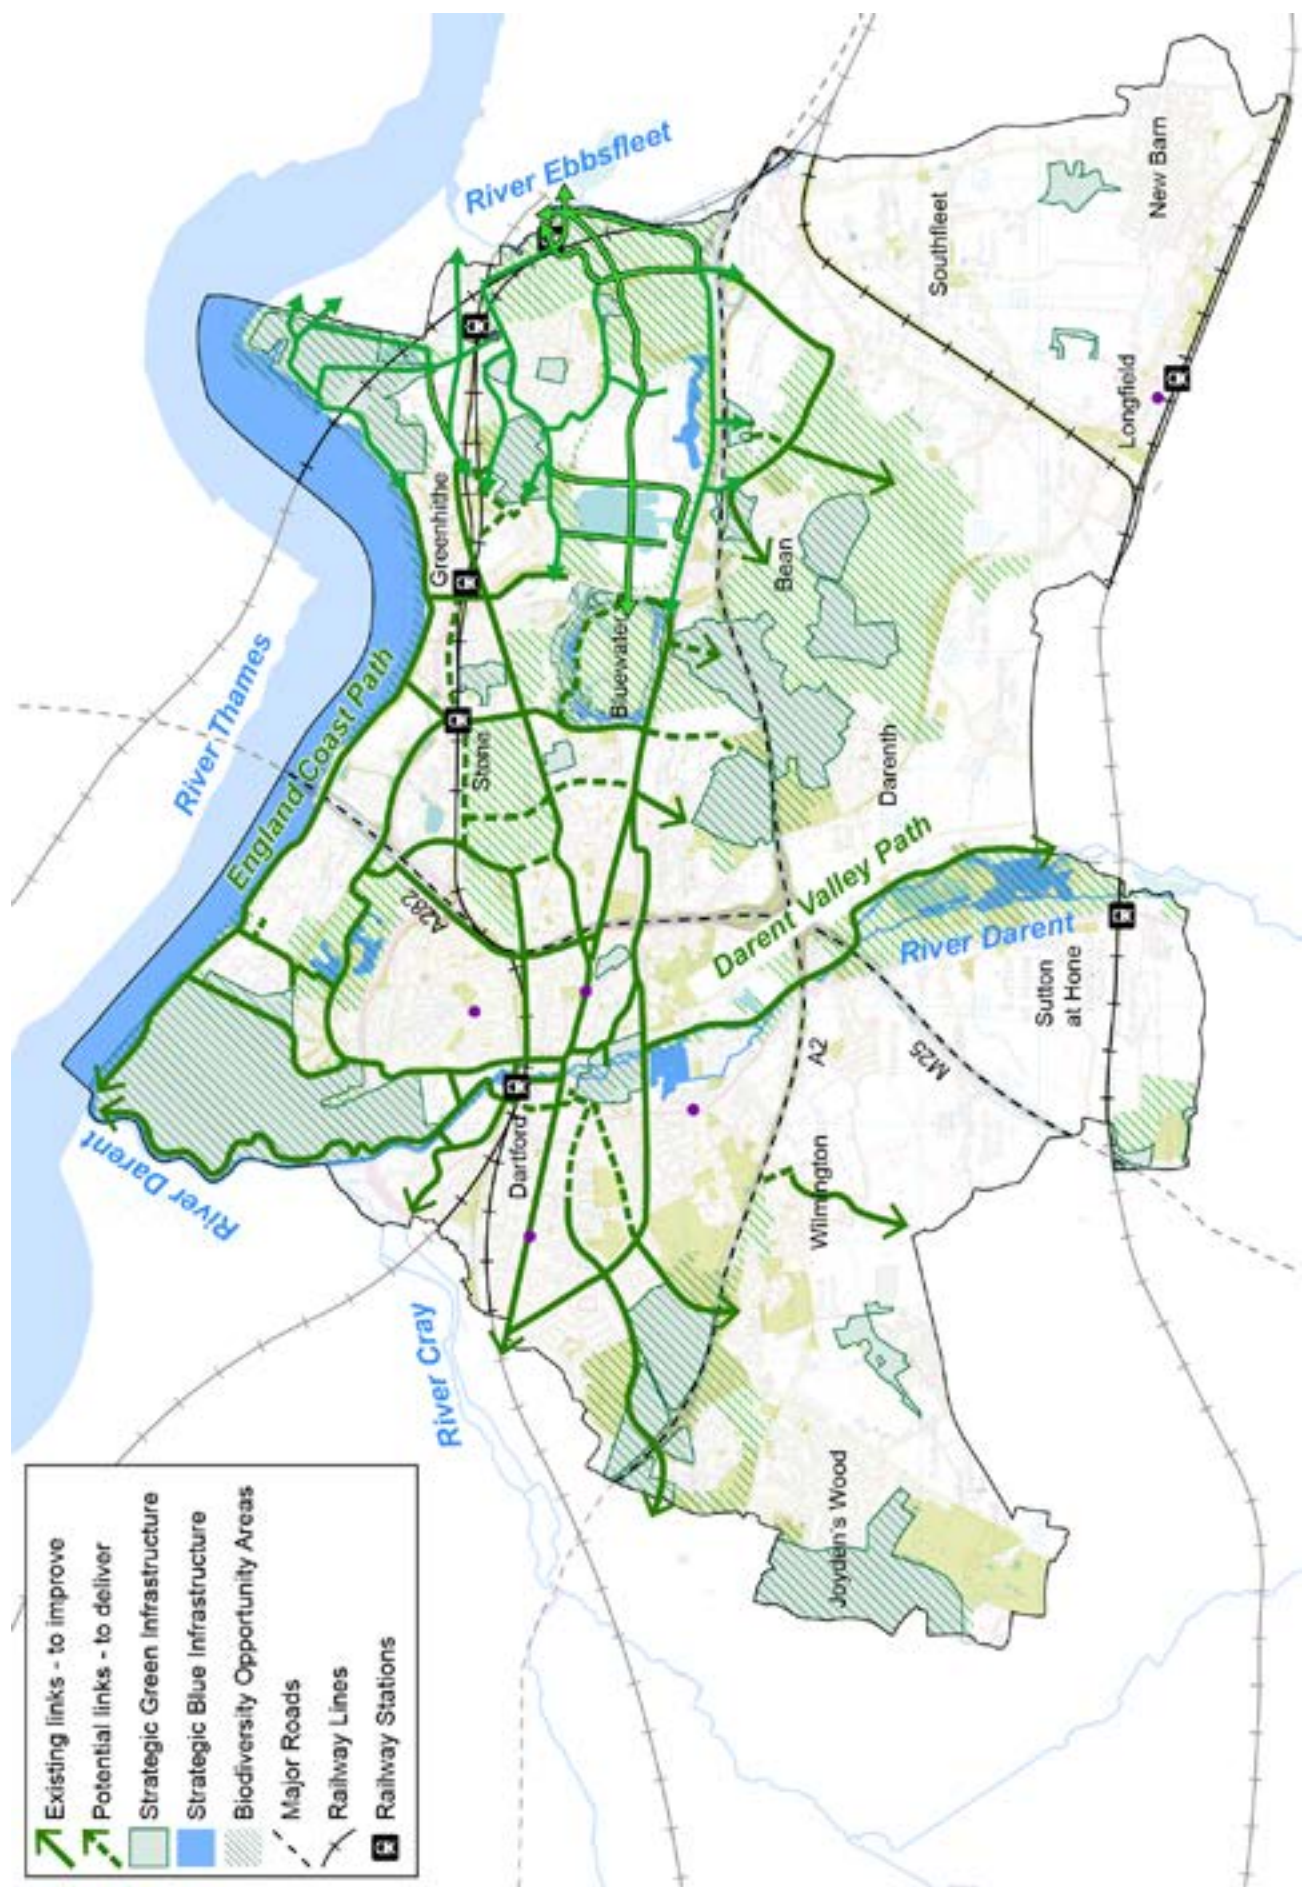 Existing links - to improve
Potential links - to deliver
Strategic Green Infrastructure
Strategic Blue Infrastructure
Biodiversity Opportunity Areas
Major Roads
Railway Lines
Railway Stations
River Darent
River Thames
England Coast Path
River Ebbsfleet
River Cray
A282
Dartford
Stone
Greenhithe
Bluewater
Bean
Darenth
Darent Valley Path
River Darent
A2
M25
Wilmington
Joyden's Wood
Sutton
at Hone
Southfleet
Longfield
New Barn